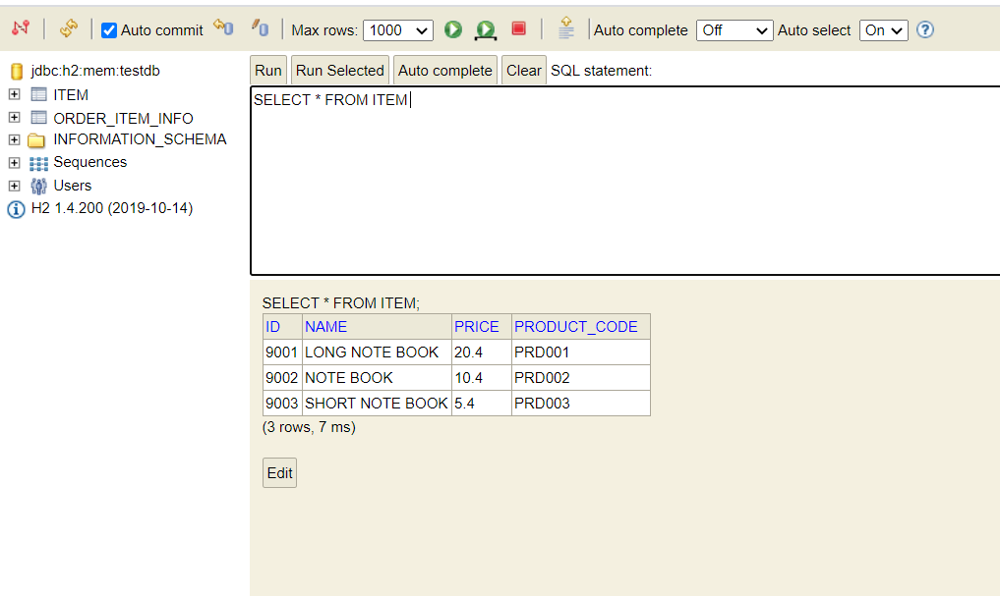 Auto commit Max rows: 1000 Auto complete Off Auto select On ?
jdbc:h2:mem:testdb
ITEM
ORDER_ITEM_INFO
INFORMATION_SCHEMA
Sequences
Users
H2 1.4.200 (2019-10-14)
Run Run Selected Auto complete Clear SQL statement:
SELECT * FROM ITEM
SELECT * FROM ITEM;
ID NAME PRICE PRODUCT_CODE
9001 LONG NOTE BOOK 20.4 PRD001
9002 NOTE BOOK 10.4 PRD002
9003 SHORT NOTE BOOK 5.4 PRD003
(3 rows, 7 ms)
Edit